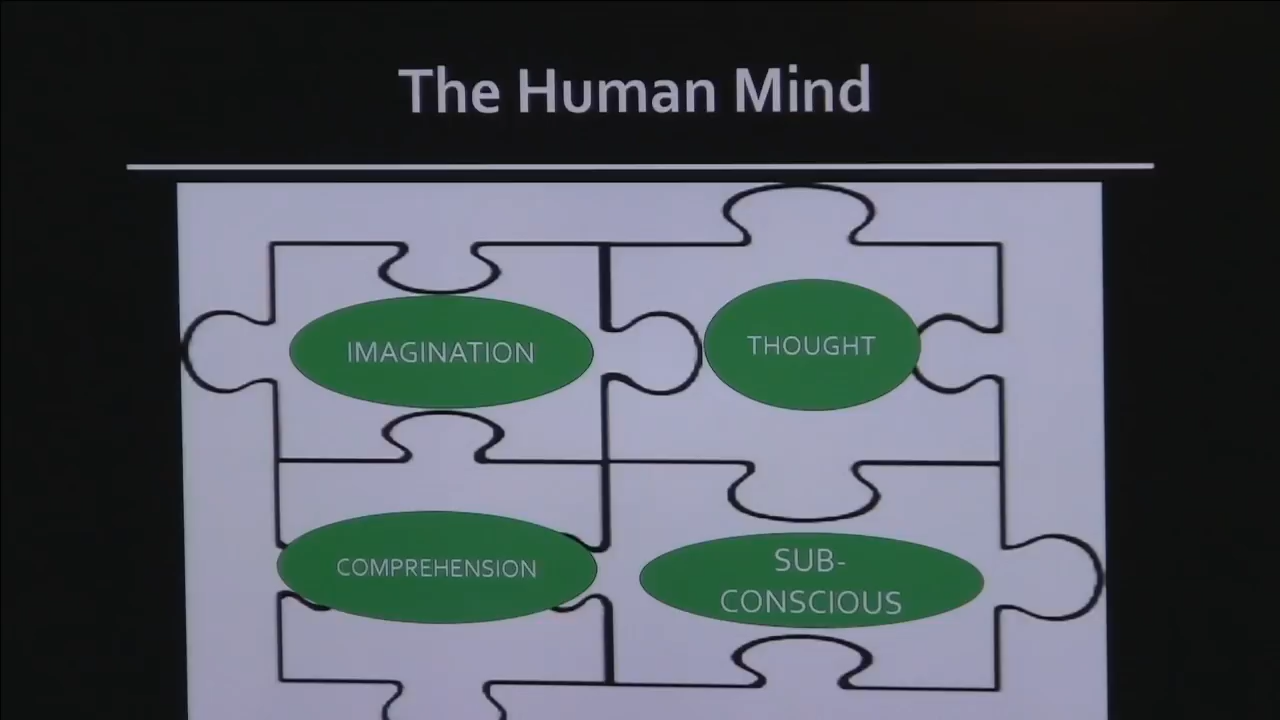 The Human Mind
IMAGINATION
THOUGHT
COMPREHENSION
SUB-
CONSCIOUS